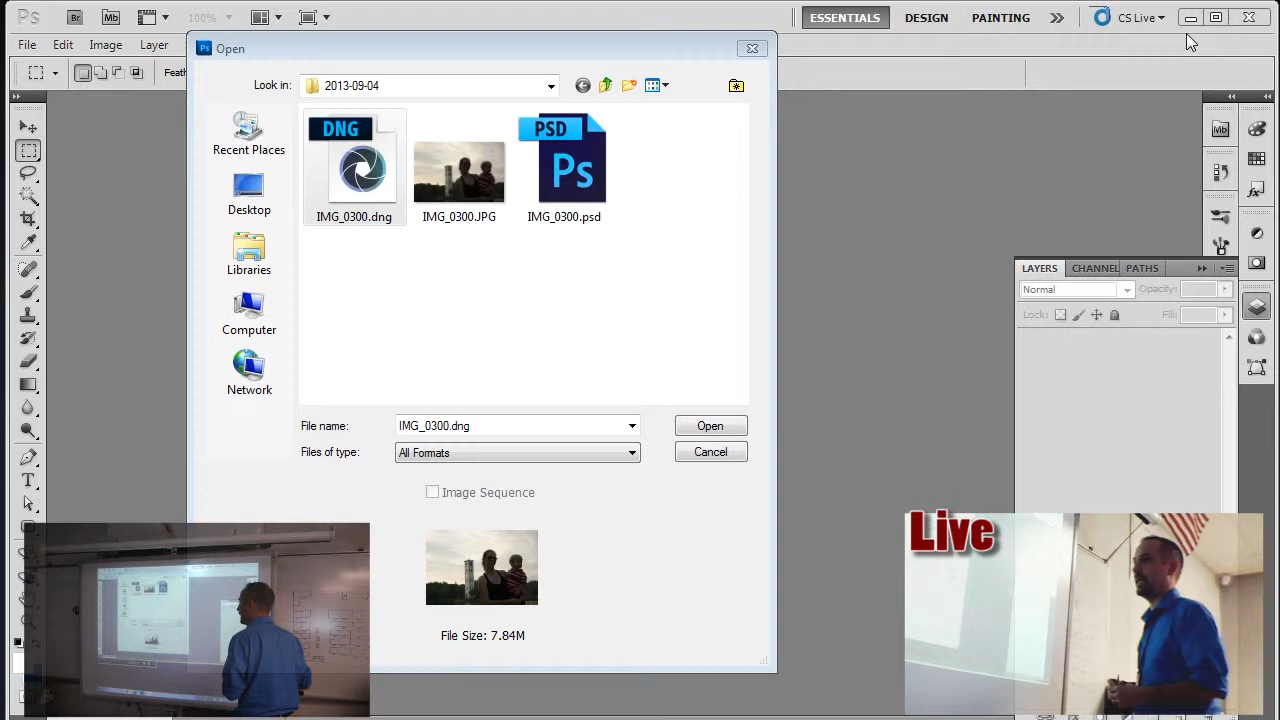 Ps Br Mb 100% ESSENTIALS DESIGN PAINTING CS Live
File Edit Image Layer
Open
Look in: 2013-09-04
Recent Places
Desktop
Libraries
Computer
Network
DNG
PSD
Ps
IMG_0300.dng IMG_0300.JPG IMG_0300.psd
File name: IMG_0300.dng Open
Files of type: All Formats Cancel
Image Sequence
File Size: 7.84M
Mb
LAYERS CHANNEL PATHS
Normal Opacity:
Lock: Fill:
T
Live